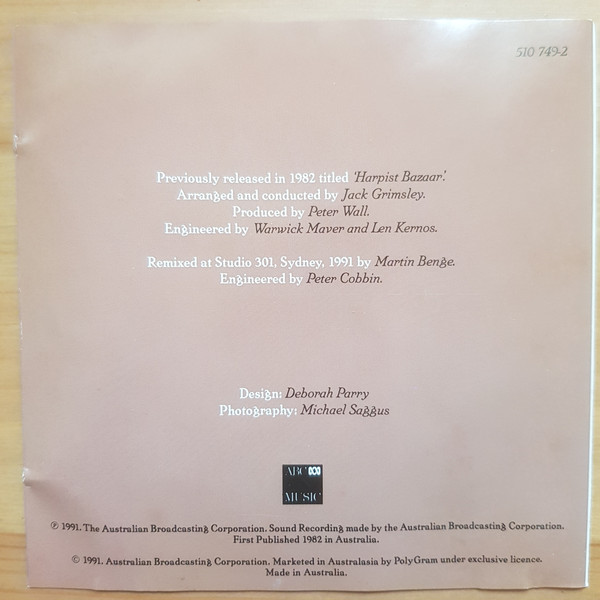 510 749-2
Previously released in 1982 titled 'Harpist Bazaar'.
Arranged and conducted by Jack Grimsley.
Produced by Peter Wall.
Engineered by Warwick Maver and Len Kernos.
Remixed at Studio 301, Sydney, 1991 by Martin Benge.
Engineered by Peter Cobbin.
Design: Deborah Parry
Photography: Michael Saggus
ABC
MUSIC
℗ 1991. The Australian Broadcasting Corporation. Sound Recording made by the Australian Broadcasting Corporation.
First Published 1982 in Australia.
© 1991. Australian Broadcasting Corporation. Marketed in Australasia by PolyGram under exclusive licence.
Made in Australia.